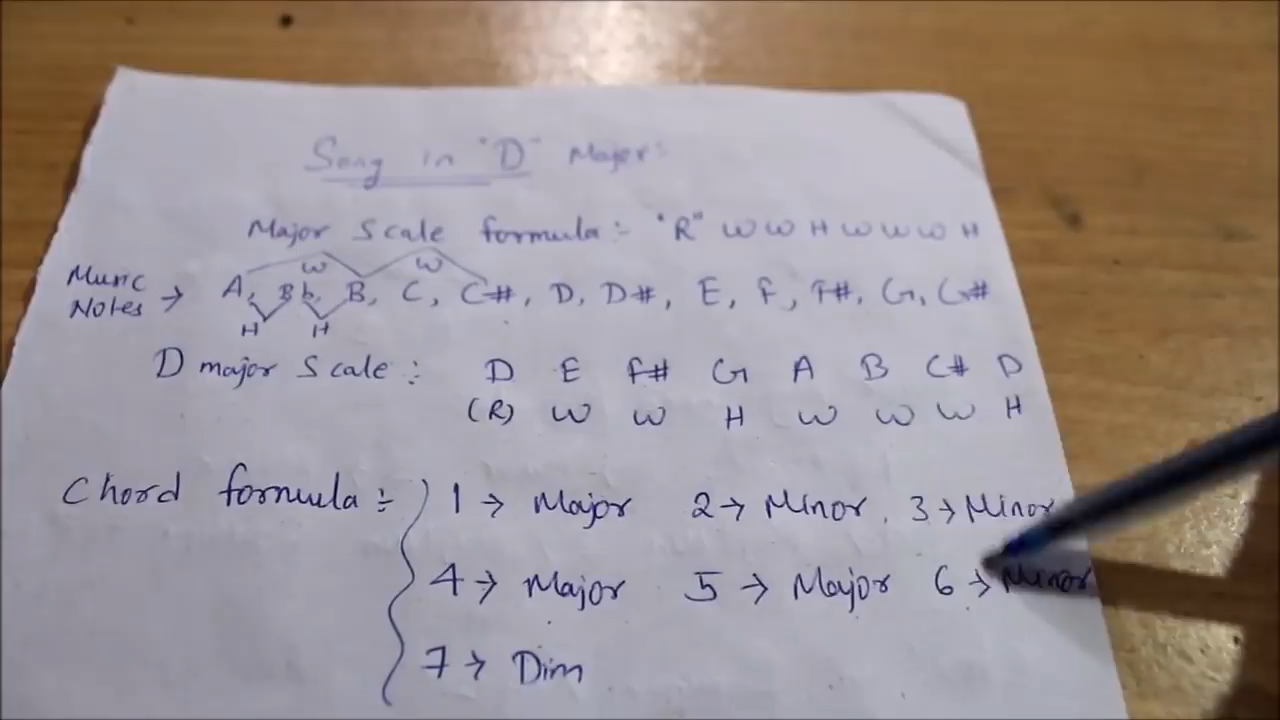 Song in "D" Major:
Major Scale formula:- "R" W W H W W W H
W W
Music Notes → A, Bb, B, C, C#, D, D#, E, F, F#, G, G#
H H
D major Scale :- D E F# G A B C# D
(R) W W H W W W H
Chord formula :- 1 → Major 2 → Minor, 3 → Minor
4 → Major 5 → Major 6 → Minor
7 → Dim